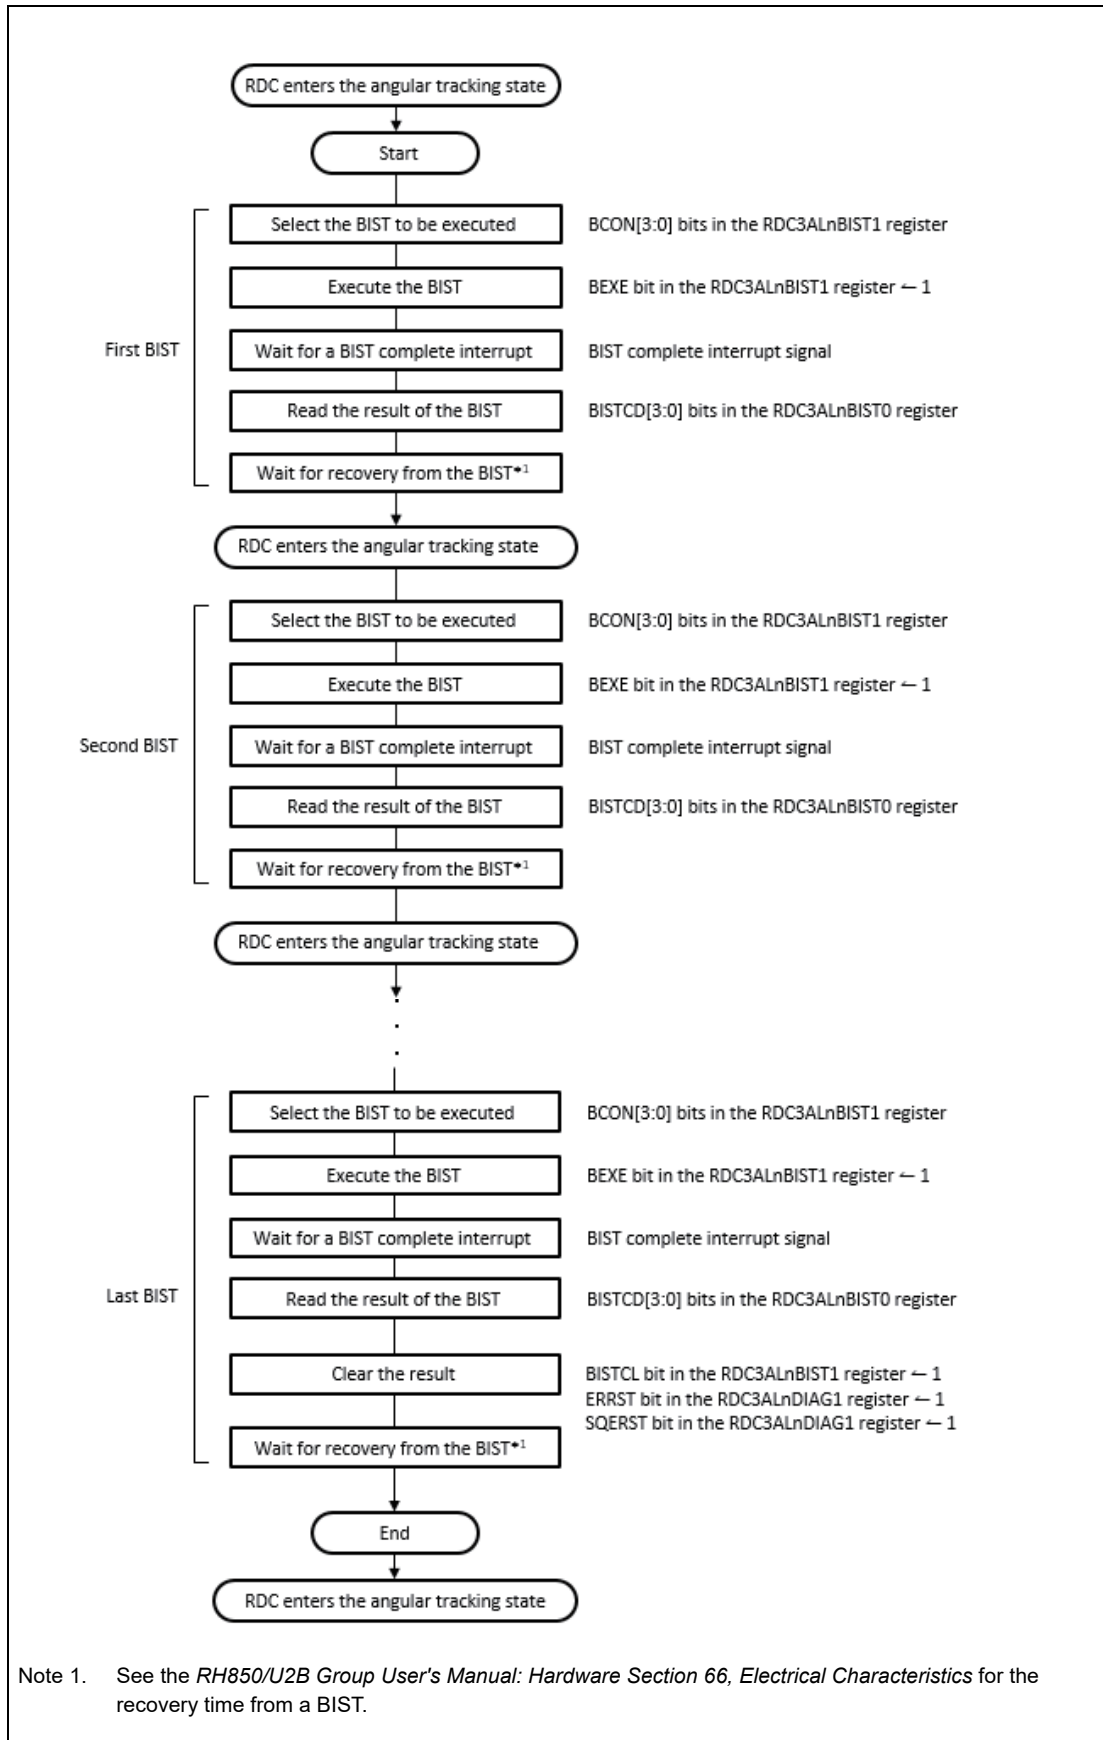 RDC enters the angular tracking state
Start
First BIST
Select the BIST to be executed
BCON[3:0] bits in the RDC3ALnBIST1 register
Execute the BIST
BEXE bit in the RDC3ALnBIST1 register ← 1
Wait for a BIST complete interrupt
BIST complete interrupt signal
Read the result of the BIST
BISTCD[3:0] bits in the RDC3ALnBIST0 register
Wait for recovery from the BIST*1
RDC enters the angular tracking state
Second BIST
Select the BIST to be executed
BCON[3:0] bits in the RDC3ALnBIST1 register
Execute the BIST
BEXE bit in the RDC3ALnBIST1 register ← 1
Wait for a BIST complete interrupt
BIST complete interrupt signal
Read the result of the BIST
BISTCD[3:0] bits in the RDC3ALnBIST0 register
Wait for recovery from the BIST*1
RDC enters the angular tracking state
Last BIST
Select the BIST to be executed
BCON[3:0] bits in the RDC3ALnBIST1 register
Execute the BIST
BEXE bit in the RDC3ALnBIST1 register ← 1
Wait for a BIST complete interrupt
BIST complete interrupt signal
Read the result of the BIST
BISTCD[3:0] bits in the RDC3ALnBIST0 register
Clear the result
BISTCL bit in the RDC3ALnBIST1 register ← 1
ERRST bit in the RDC3ALnDIAG1 register ← 1
SQERST bit in the RDC3ALnDIAG1 register ← 1
Wait for recovery from the BIST*1
End
RDC enters the angular tracking state
Note 1. See the RH850/U2B Group User's Manual: Hardware Section 66, Electrical Characteristics for the
recovery time from a BIST.